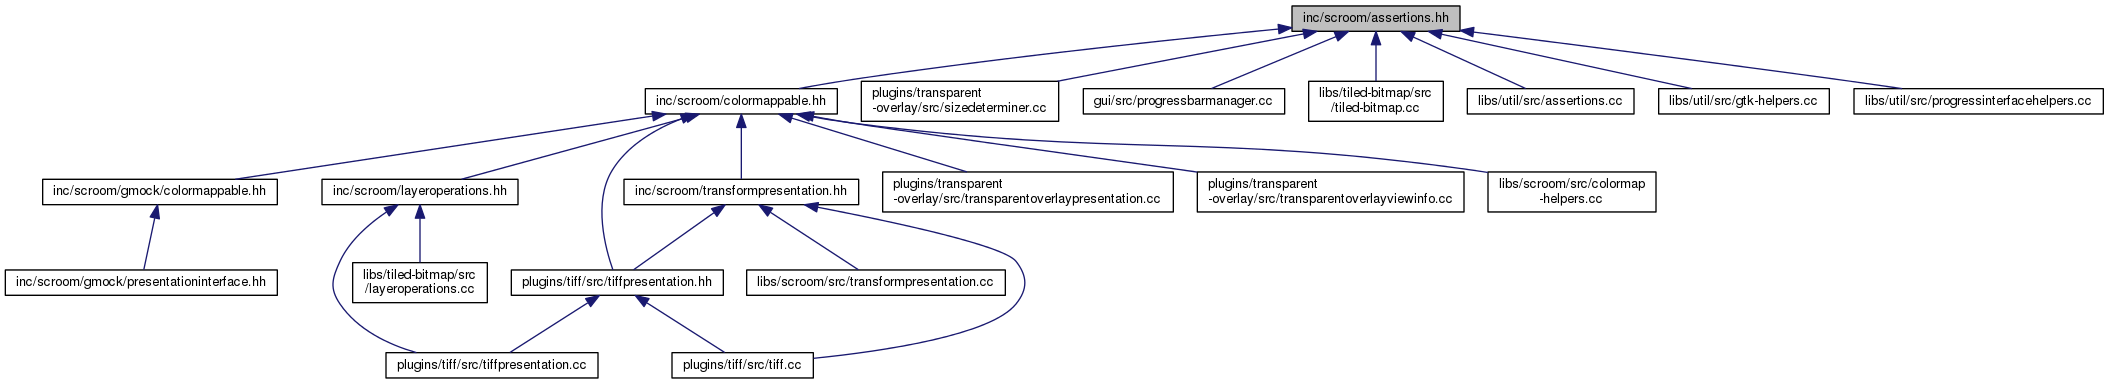 inc/scroom/assertions.hh
inc/scroom/colormappable.hh
plugins/transparent
-overlay/src/sizedeterminer.cc
gui/src/progressbarmanager.cc
libs/tiled-bitmap/src
/tiled-bitmap.cc
libs/util/src/assertions.cc
libs/util/src/gtk-helpers.cc
libs/util/src/progressinterfacehelpers.cc
inc/scroom/gmock/colormappable.hh
inc/scroom/layeroperations.hh
inc/scroom/transformpresentation.hh
plugins/transparent
-overlay/src/transparentoverlaypresentation.cc
plugins/transparent
-overlay/src/transparentoverlayviewinfo.cc
libs/scroom/src/colormap
-helpers.cc
inc/scroom/gmock/presentationinterface.hh
libs/tiled-bitmap/src
/layeroperations.cc
plugins/tiff/src/tiffpresentation.hh
libs/scroom/src/transformpresentation.cc
plugins/tiff/src/tiffpresentation.cc
plugins/tiff/src/tiff.cc